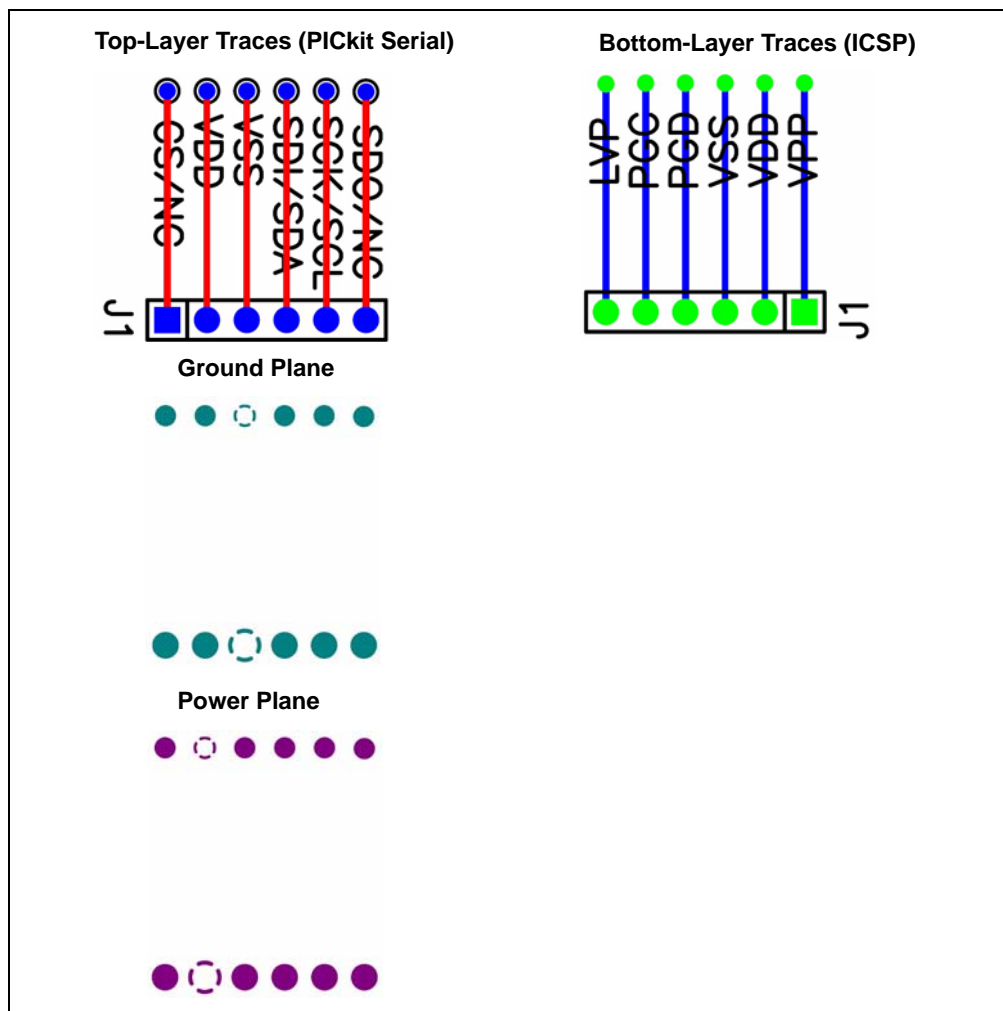 Top-Layer Traces (PICkit Serial)
CS/NC
VDD
VSS
SDI/SDA
SCK/SCL
SDO/NC
J1
Bottom-Layer Traces (ICSP)
LVP
PGC
PGD
VSS
VDD
VPP
J1
Ground Plane
Power Plane